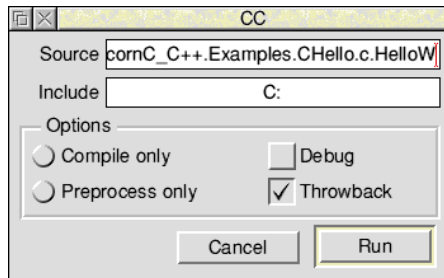 CC
Source cornC_C++.Examples.CHello.c.HelloW
Include C:
Options
Compile only Debug
Preprocess only Throwback
Cancel Run